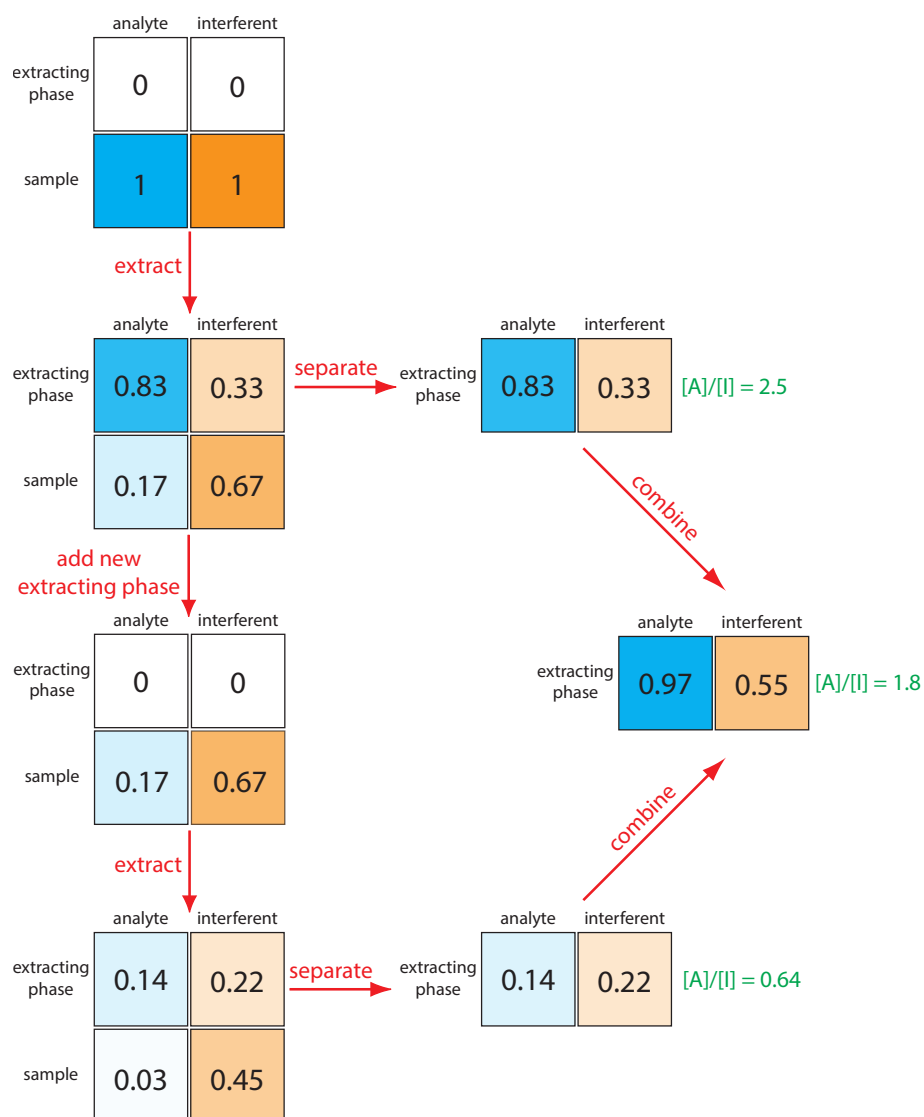 analyte interferent
extracting
phase
0 0
sample
1 1
extract
analyte interferent
extracting
phase
0.83 0.33
separate
analyte interferent
extracting
phase
0.83 0.33
[A]/[I] = 2.5
sample
0.17 0.67
combine
add new
extracting phase
analyte interferent
extracting
phase
0 0
analyte interferent
extracting
phase
0.97 0.55
[A]/[I] = 1.8
sample
0.17 0.67
combine
extract
analyte interferent
extracting
phase
0.14 0.22
separate
analyte interferent
extracting
phase
0.14 0.22
[A]/[I] = 0.64
sample
0.03 0.45